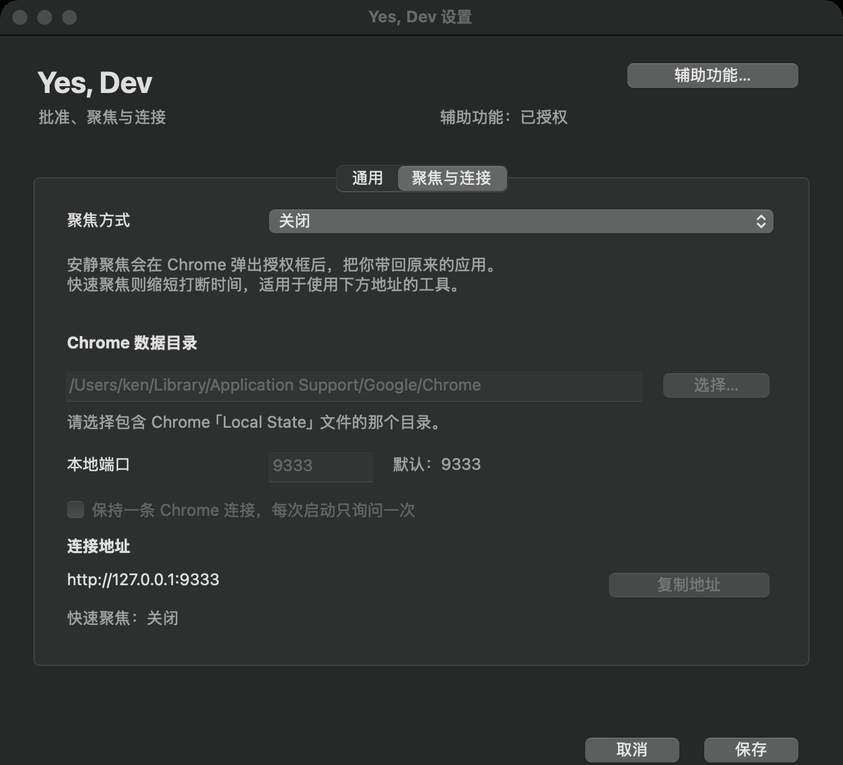 Yes, Dev 设置
Yes, Dev
辅助功能...
批准、聚焦与连接
辅助功能：已授权
通用
聚焦与连接
聚焦方式
关闭
安静聚焦会在 Chrome 弹出授权框后，把你带回原来的应用。
快速聚焦则缩短打断时间，适用于使用下方地址的工具。
Chrome 数据目录
/Users/ken/Library/Application Support/Google/Chrome
选择...
请选择包含 Chrome「Local State」文件的那个目录。
本地端口
9333
默认：9333
保持一条 Chrome 连接，每次启动只询问一次
连接地址
http://127.0.0.1:9333
复制地址
快速聚焦：关闭
取消
保存